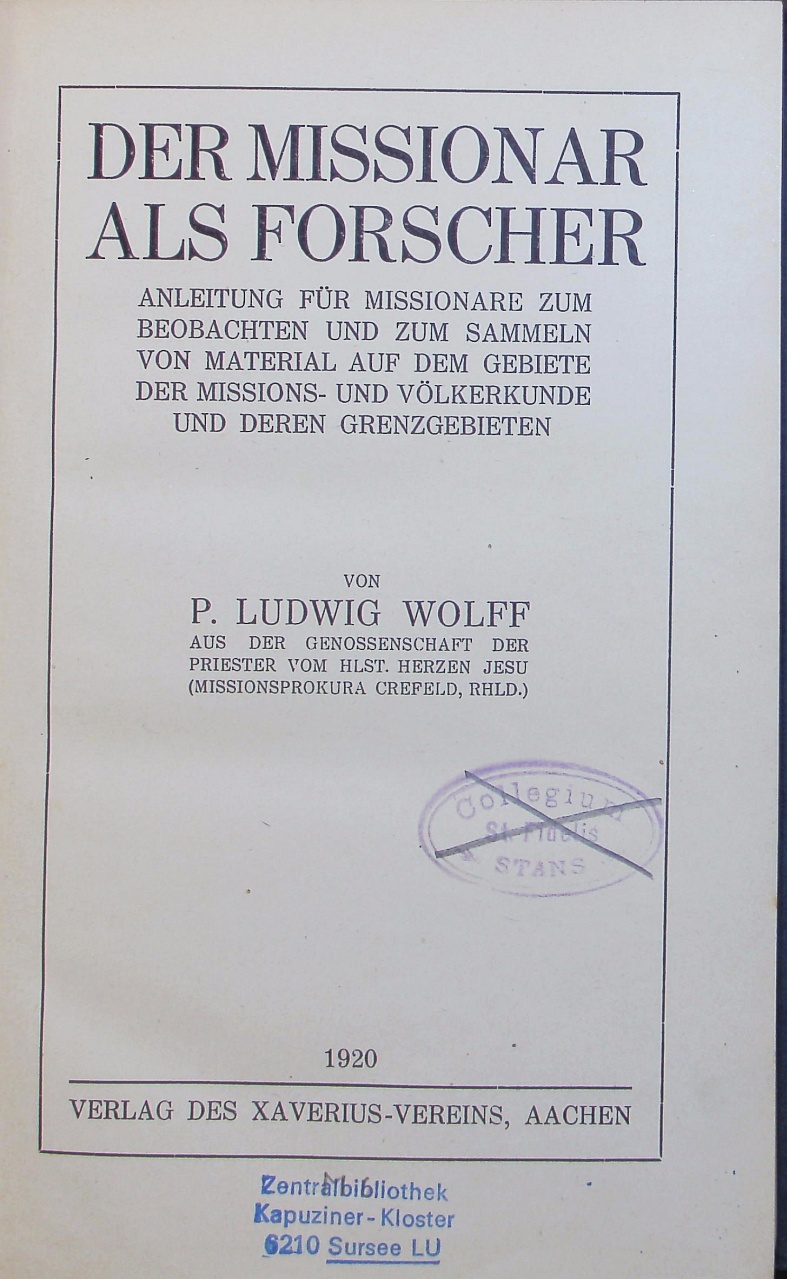 DER MISSIONAR
ALS FORSCHER
ANLEITUNG FÜR MISSIONARE ZUM
BEOBACHTEN UND ZUM SAMMELN
VON MATERIAL AUF DEM GEBIETE
DER MISSIONS- UND VÖLKERKUNDE
UND DEREN GRENZGEBIETEN
VON
P. LUDWIG WOLFF
AUS DER GENOSSENSCHAFT DER
PRIESTER VOM HLST. HERZEN JESU
(MISSIONSPROKURA CREFELD, RHLD.)
Collegium
St. Fidelis
STANS
1920
VERLAG DES XAVERIUS-VEREINS, AACHEN
Zentralbibliothek
Kapuziner-Kloster
6210 Sursee LU